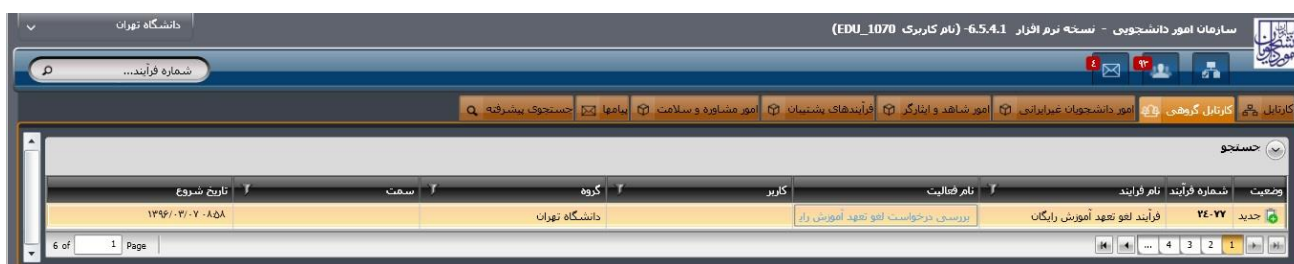 سازمان امور دانشجویی - نسخه نرم افزار 6.5.4.1- (نام کاربری EDU_1070)
دانشگاه تهران
۹۳
۴
شماره فرآیند...
کارتابل
کارتابل گروهی
امور دانشجویان غیرایرانی
امور شاهد و ایثارگر
فرآیندهای پشتیبان
امور مشاوره و سلامت
پیامها
جستجوی پیشرفته
جستجو
وضعیت شماره فرآیند نام فرایند نام فعالیت کاربر گروه سمت تاریخ شروع
جدید ۲۴۰۷۷ فرآیند لغو تعهد آموزش رایگان بررسی درخواست لغو تعهد آموزش رای دانشگاه تهران ۱۳۹۶/۰۳/۰۷ ۰۸:۵۸
1 2 3 4 ...
Page 1 of 6